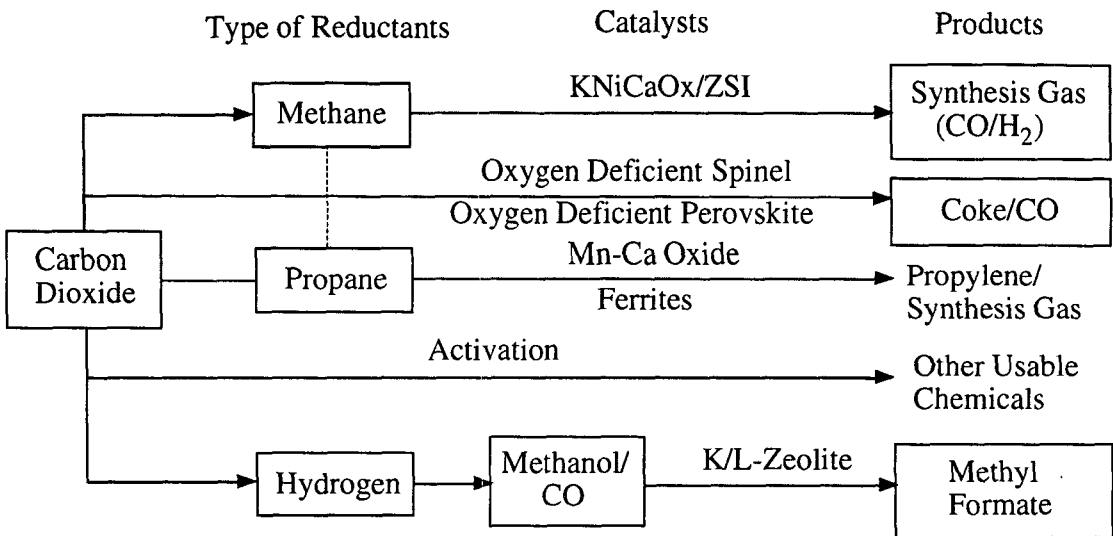 Type of Reductants
Catalysts
Products
Methane
KNiCaOx/ZSI
Synthesis Gas
(CO/H2)
Oxygen Deficient Spinel
Oxygen Deficient Perovskite
Coke/CO
Carbon
Dioxide
Propane
Mn-Ca Oxide
Ferrites
Propylene/
Synthesis Gas
Activation
Other Usable
Chemicals
Hydrogen
Methanol/
CO
K/L-Zeolite
Methyl
Formate